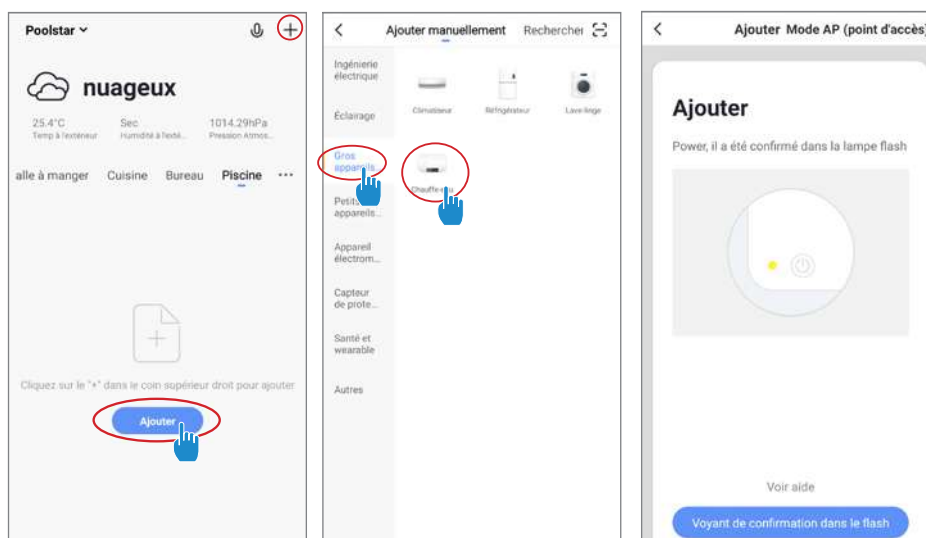 Poolstar
nuageux
25.4°C Sec 1014.29hPa
Temp à l'extérieur Humidité à l'exté... Pression Atmos...
alle à manger Cuisine Bureau Piscine ...
Cliquez sur le "+" dans le coin supérieur droit pour ajouter
Ajouter
Ajouter manuellement Rechercher
Ingénierie
électrique
Éclairage
Gros
appareils
Petits
appareils...
Appareil
électrom...
Capteur
de prote...
Santé et
wearable
Autres
Climatiseur Réfrigérateur Lave-linge
Ajouter Mode AP (point d'accès)
Ajouter
Power, il a été confirmé dans la lampe flash
Voir aide
Voyant de confirmation dans le flash